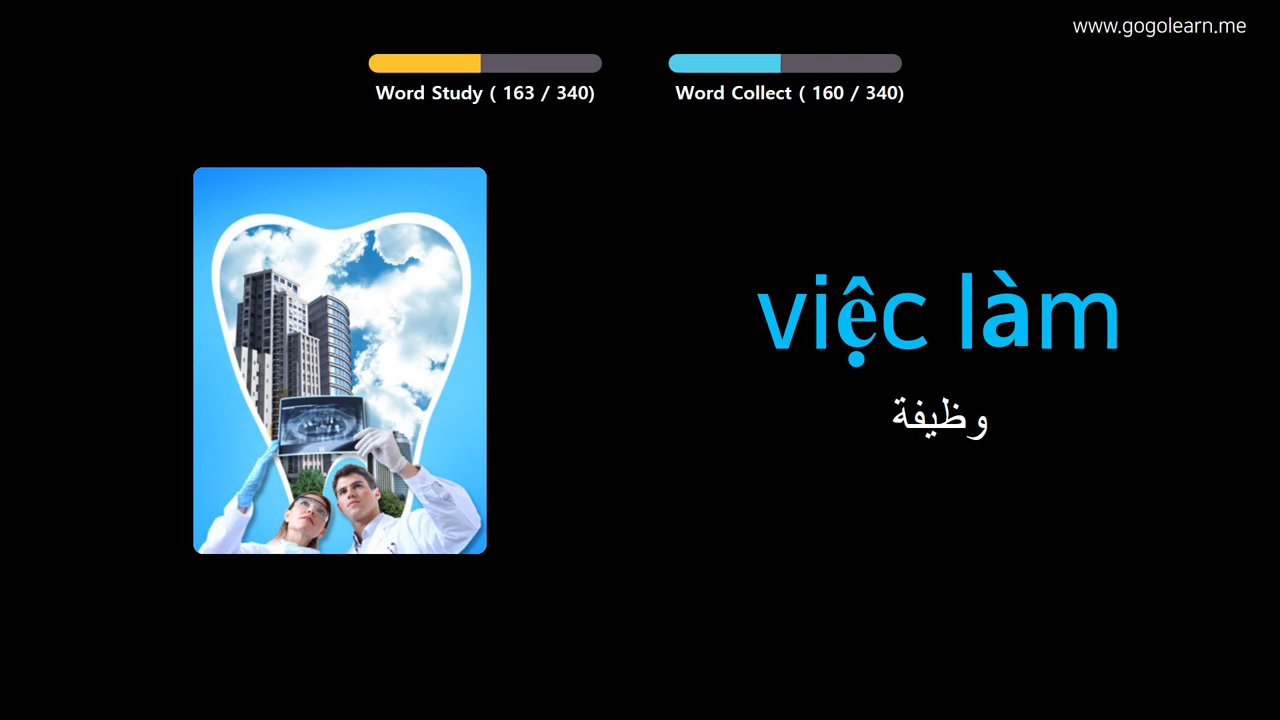 www.gogolearn.me
Word Study ( 163 / 340)
Word Collect ( 160 / 340)
việc làm
وظيفة